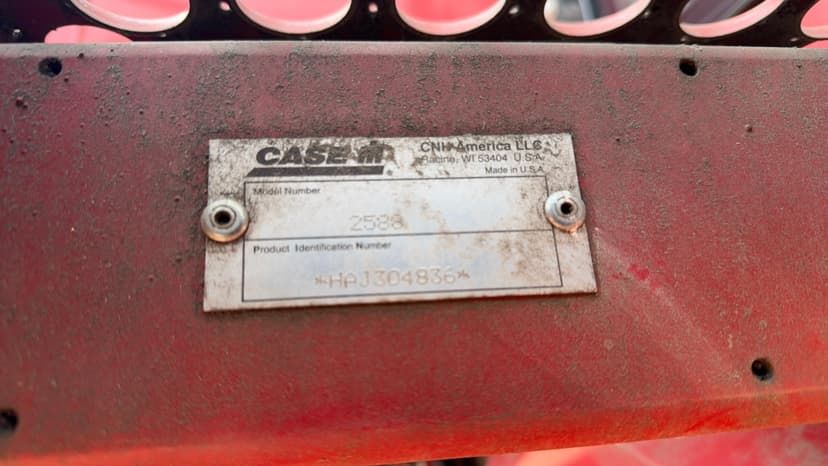 CASE IH
CNH America LLC
Racine, WI 53404 U.S.A.
Made in U.S.A.
Model Number
2588
Product Identification Number
*HAJ304836*